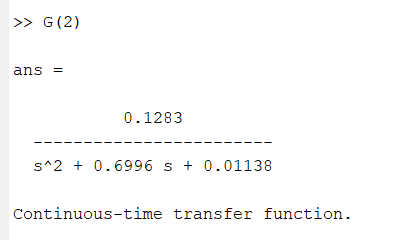 >> G(2)
ans =
0.1283
------------------------
s^2 + 0.6996 s + 0.01138
Continuous-time transfer function.